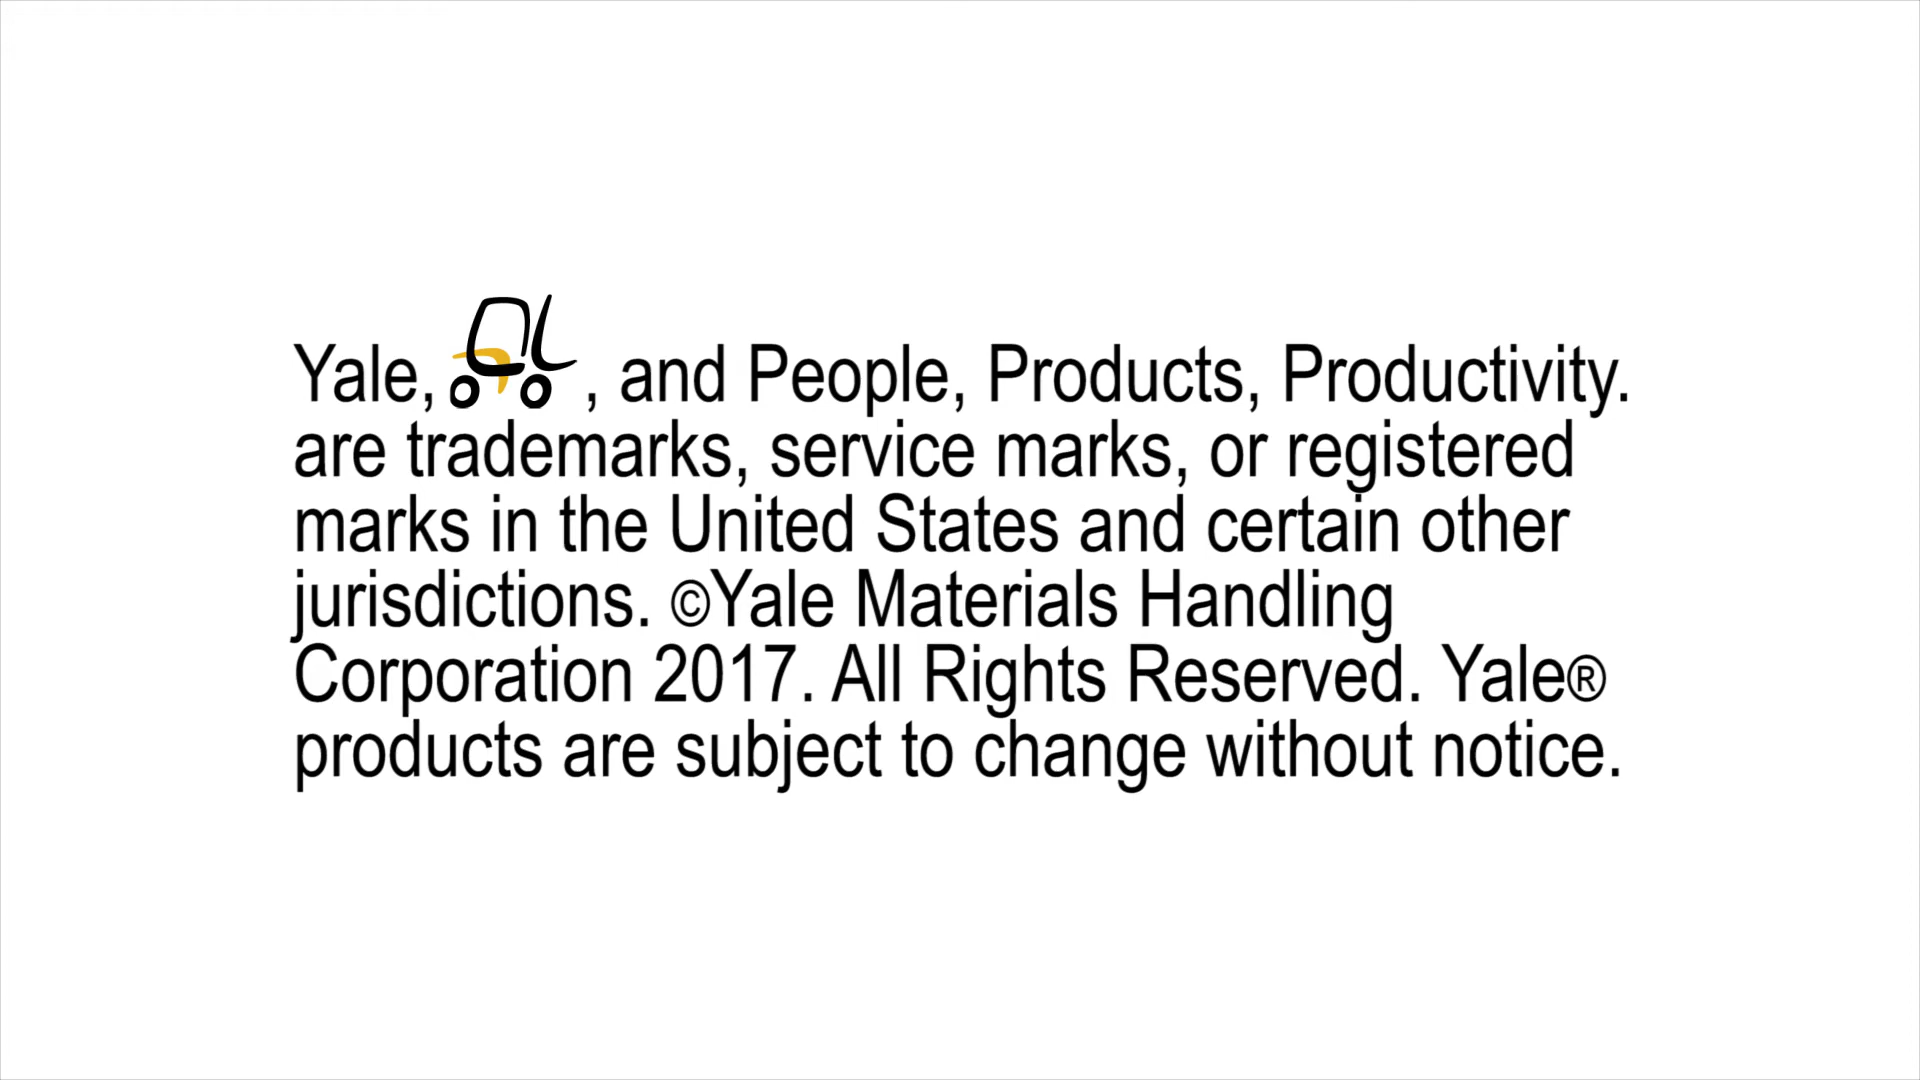 Yale, , and People, Products, Productivity.
are trademarks, service marks, or registered
marks in the United States and certain other
jurisdictions. ©Yale Materials Handling
Corporation 2017. All Rights Reserved. Yale®
products are subject to change without notice.